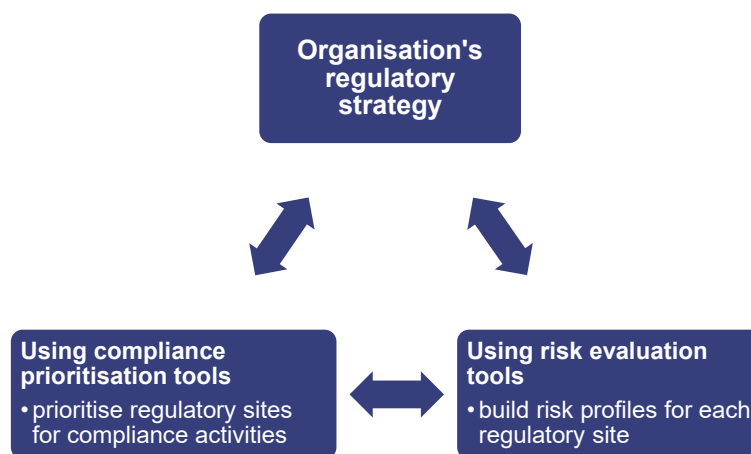 Organisation's
regulatory
strategy
Using compliance
prioritisation tools
• prioritise regulatory sites
for compliance activities
Using risk evaluation
tools
• build risk profiles for each
regulatory site